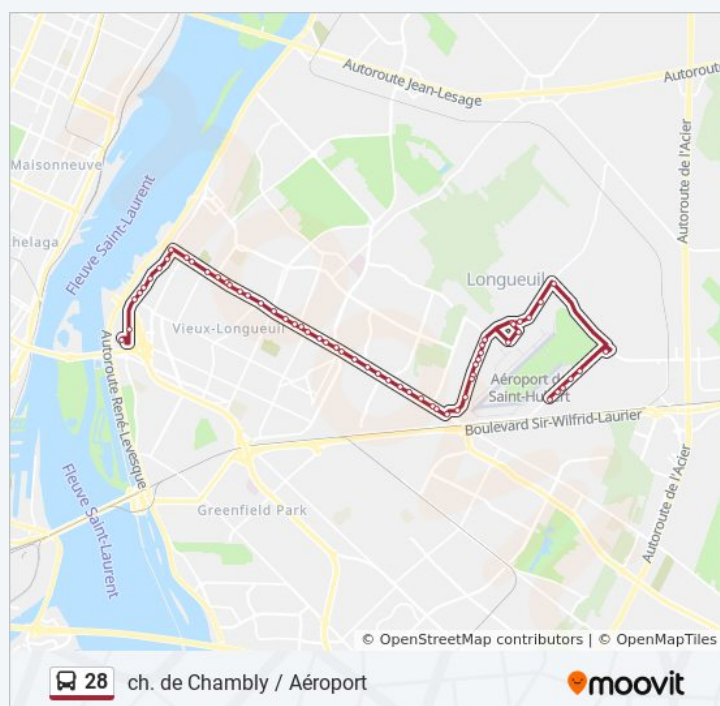 Autoroute Jean-Lesage
Autoroute
Maisonneuve
Autoroute de l'Acier
chelaga
Fleuve Saint-Laurent
Longueuil
Vieux-Longueuil
Autoroute René-Levesque
Aéroport de
Saint-Hubert
Boulevard Sir-Wilfrid-Laurier
Autoroute de l'Acier
Fleuve Saint-Laurent
Greenfield Park
© OpenStreetMap contributors | © OpenMapTiles
28 ch. de Chambly / Aéroport
moovit